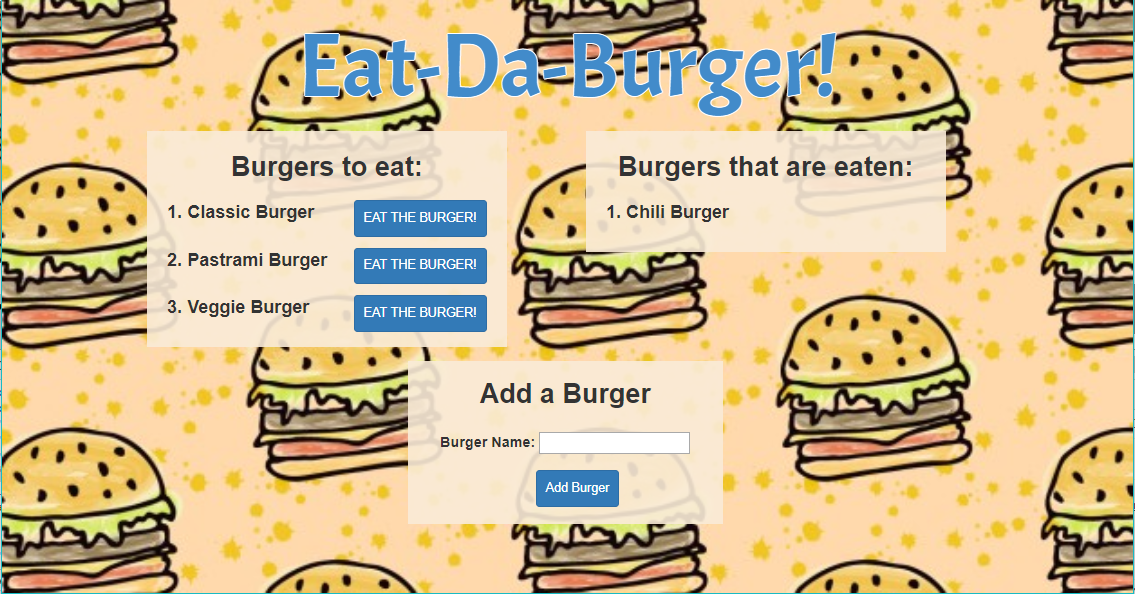 Eat-Da-Burger!
Burgers to eat:
1. Classic Burger EAT THE BURGER!
2. Pastrami Burger EAT THE BURGER!
3. Veggie Burger EAT THE BURGER!
Burgers that are eaten:
1. Chili Burger
Add a Burger
Burger Name:
Add Burger